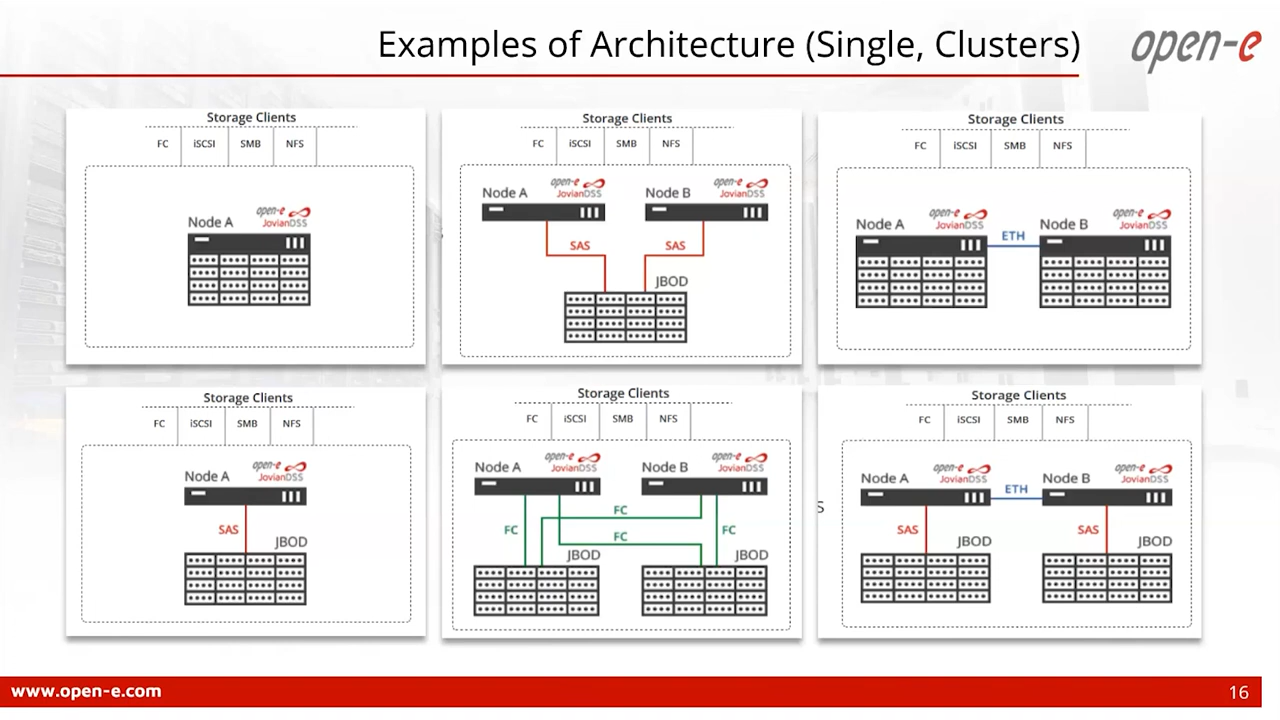 Examples of Architecture (Single, Clusters)
open-e
Storage Clients
FC iSCSI SMB NFS
Node A
open-e
JovianDSS
Storage Clients
FC iSCSI SMB NFS
Node A
open-e
JovianDSS
Node B
open-e
JovianDSS
SAS
SAS
JBOD
Storage Clients
FC iSCSI SMB NFS
Node A
open-e
JovianDSS
ETH
Node B
open-e
JovianDSS
Storage Clients
FC iSCSI SMB NFS
Node A
open-e
JovianDSS
SAS
JBOD
Storage Clients
FC iSCSI SMB NFS
Node A
open-e
JovianDSS
Node B
open-e
JovianDSS
FC
FC
FC
FC
JBOD
JBOD
s
Storage Clients
FC iSCSI SMB NFS
Node A
open-e
JovianDSS
ETH
Node B
open-e
JovianDSS
SAS
SAS
JBOD
JBOD
www.open-e.com
16